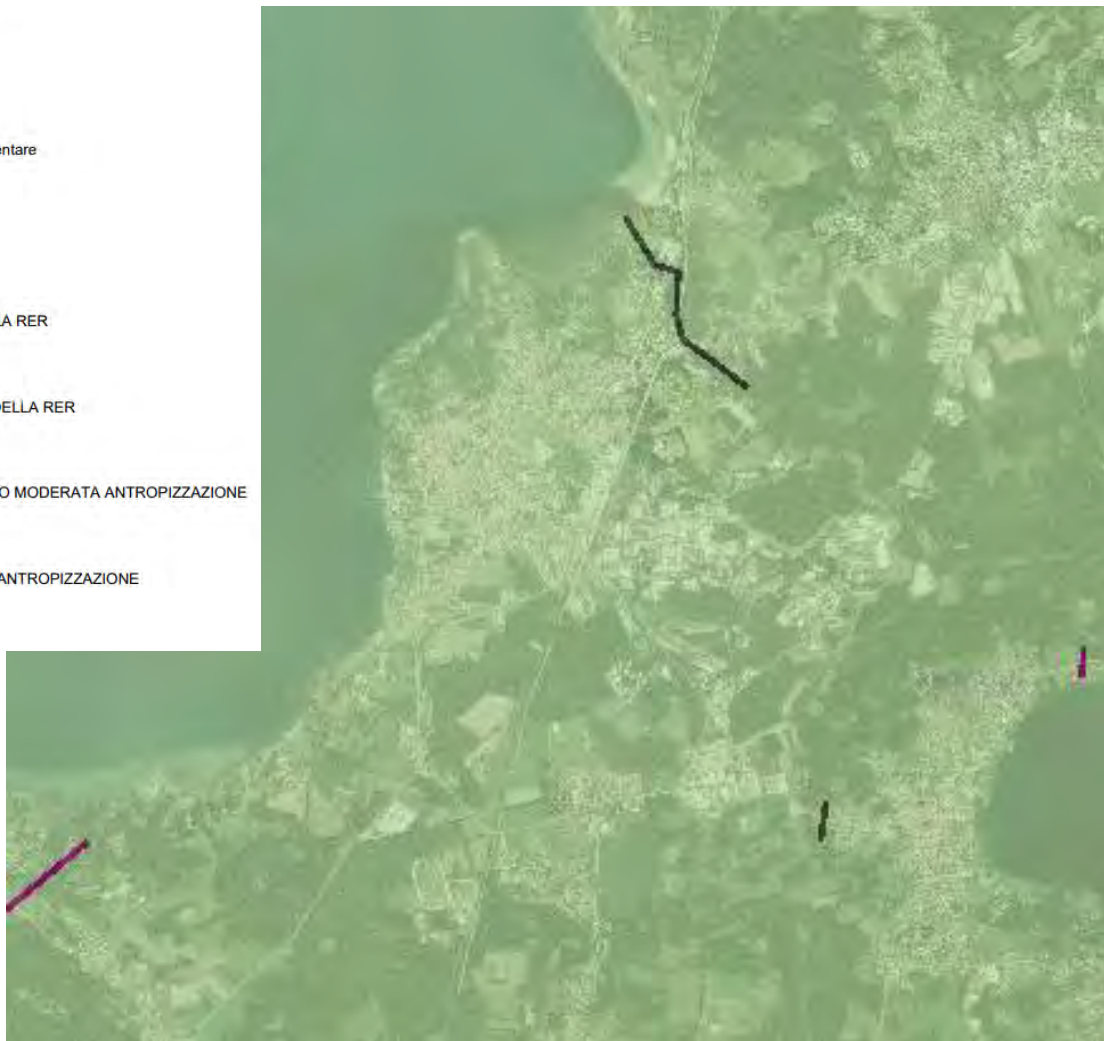 entare
A RER
DELLA RER
O MODERATA ANTROPIZZAZIONE
ANTROPIZZAZIONE